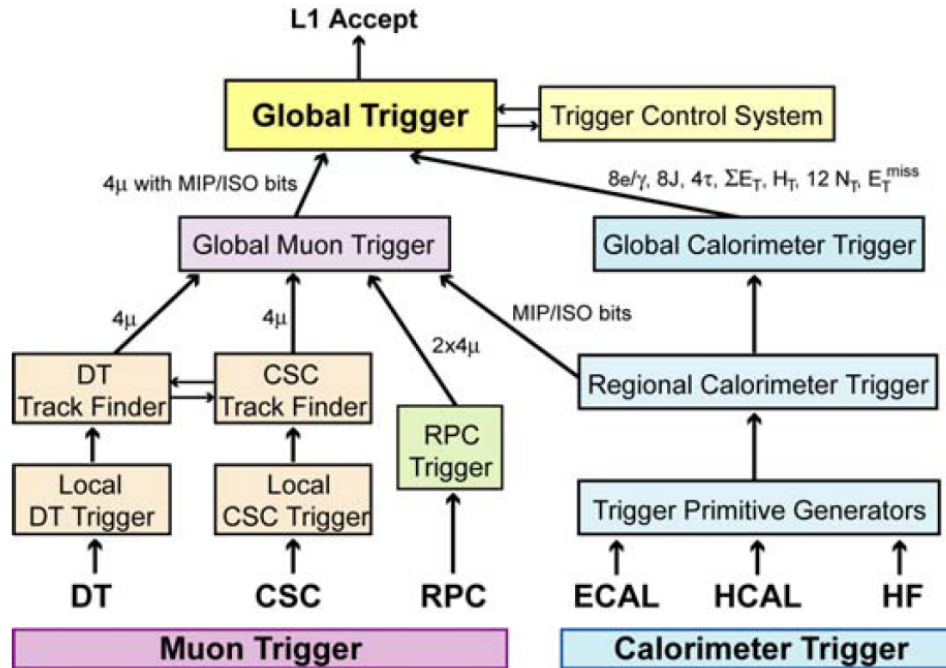 L1 Accept
Global Trigger
Trigger Control System
4μ with MIP/ISO bits
8e/γ, 8J, 4τ, ΣE_T, H_T, 12 N_T, E_T^miss
Global Muon Trigger
Global Calorimeter Trigger
4μ
4μ
2x4μ
MIP/ISO bits
DT
Track Finder
CSC
Track Finder
Regional Calorimeter Trigger
RPC
Trigger
Local
DT Trigger
Local
CSC Trigger
Trigger Primitive Generators
DT
CSC
RPC
ECAL
HCAL
HF
Muon Trigger
Calorimeter Trigger